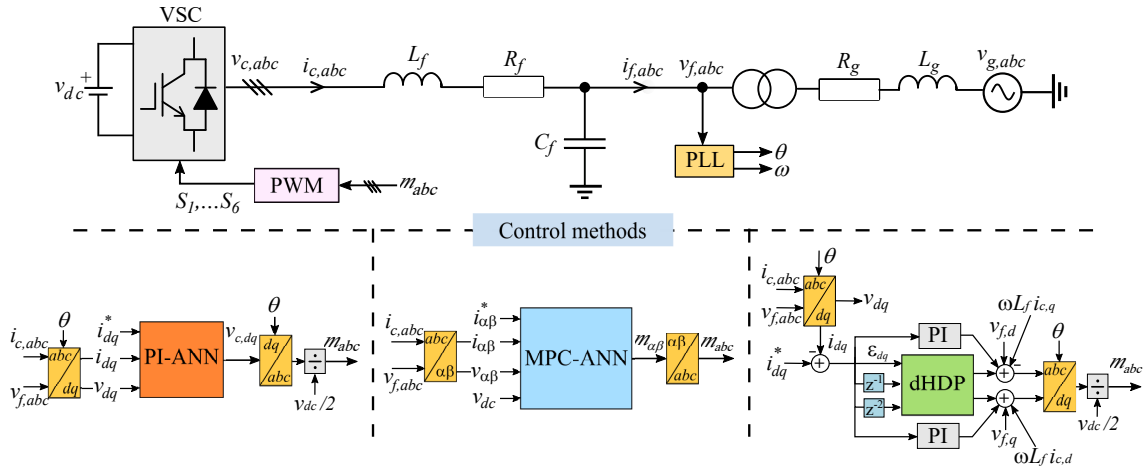 VSC
v_dc
+
v_c,abc
i_c,abc
L_f
R_f
i_f,abc
v_f,abc
R_g
L_g
v_g,abc
C_f
PLL
θ
ω
PWM
m_abc
S_1,...S_6
Control methods
θ
i_c,abc
v_f,abc
abc
dq
i*_dq
i_dq
v_dq
PI-ANN
v_c,dq
θ
dq
abc
÷
m_abc
v_dc/2
i_c,abc
v_f,abc
abc
αβ
i*_αβ
i_αβ
v_αβ
v_dc
MPC-ANN
m_αβ
αβ
abc
m_abc
θ
i_c,abc
v_f,abc
abc
dq
v_dq
i_dq
i*_dq
-
+
ε_dq
z^-1
z^-2
PI
dHDP
PI
v_f,d
ωL_f i_c,q
+
-
+
v_f,q
ωL_f i_c,d
θ
abc
dq
÷
v_dc/2
m_abc